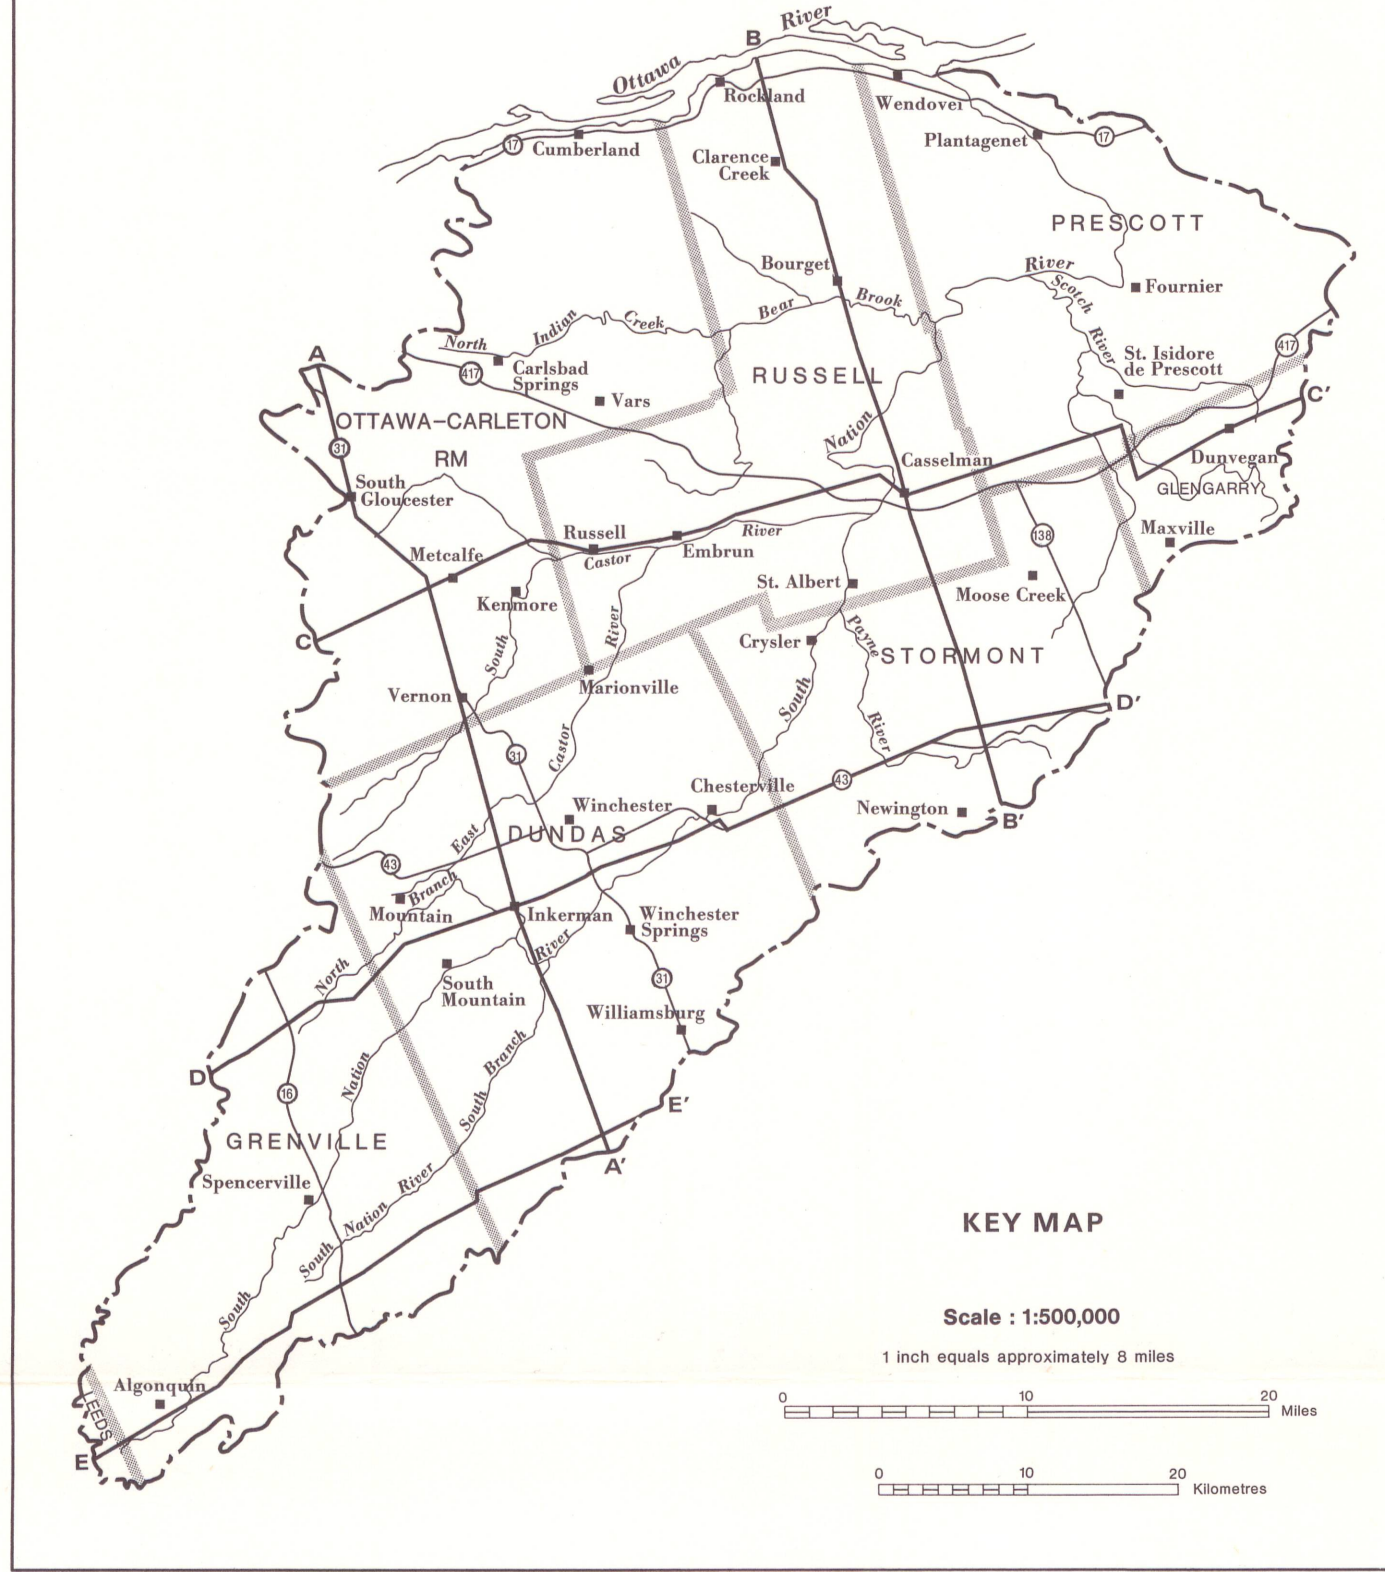 River
B
Ottawa
Rockland
Wendover
17
Cumberland
Plantagenet
17
Clarence
Creek
PRESCOTT
Bourget
River
Fournier
Scotch
River
Bear
Brook
North
Indian
Creek
A
Carlsbad
Springs
417
417
St. Isidore
de Prescott
RUSSELL
Vars
C'
OTTAWA-CARLETON
RM
31
Nation
Casselman
Dunvegan
GLENGARRY
South
Gloucester
Russell
Castor
River
Embrun
138
Maxville
Metcalfe
Kenmore
St. Albert
Moose Creek
C
South
River
Crysler
Payne
River
STORMONT
Vernon
Marionville
South
D'
31
Castor
43
Chesterville
Winchester
Newington
B'
DUNDAS
East
43
Branch
Mountain
Inkerman
Winchester
Springs
River
North
South
Mountain
31
Williamsburg
D
Nation
South Branch
16
E'
GRENVILLE
A'
Spencerville
South Nation River
South
KEY MAP
Scale : 1:500,000
1 inch equals approximately 8 miles
Algonquin
LEEDS
E
0 10 20
Miles
0 10 20
Kilometres